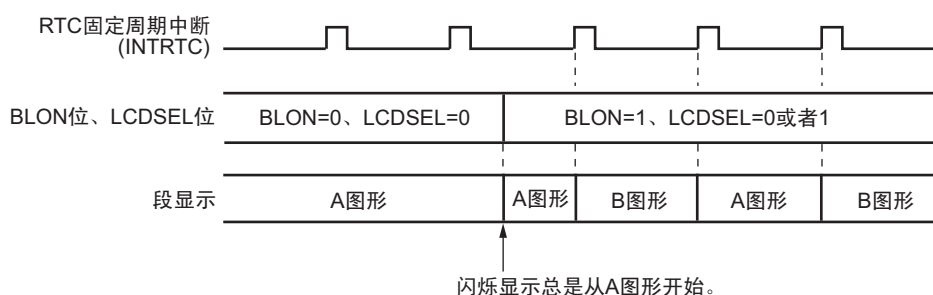 RTC固定周期中断
(INTRTC)
BLON位、LCDSEL位
BLON=0、LCDSEL=0
BLON=1、LCDSEL=0或者1
段显示
A图形
A图形
B图形
A图形
B图形
闪烁显示总是从A图形开始。